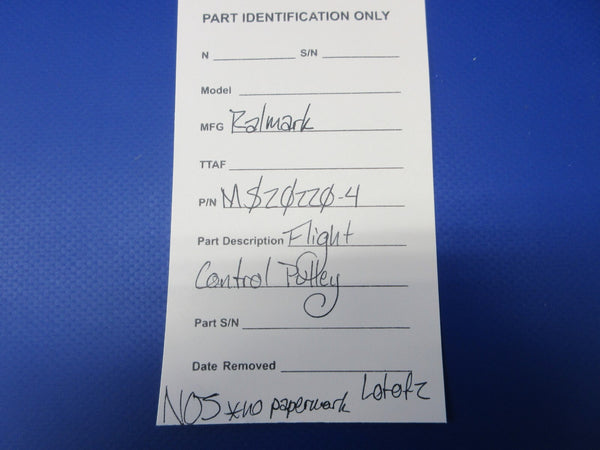 PART IDENTIFICATION ONLY
N S/N
Model
MFG Ralmark
TTAF
P/N MS20220-4
Part Description Flight
Control Pulley
Part S/N
Date Removed
NOS *no paperwork Lot of 2